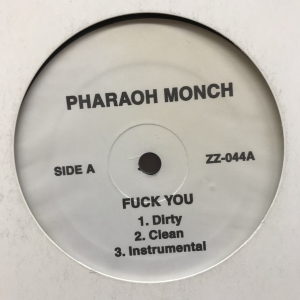 PHARAOH MONCH
SIDE A ZZ-044A
FUCK YOU
1. Dirty
2. Clean
3. Instrumental